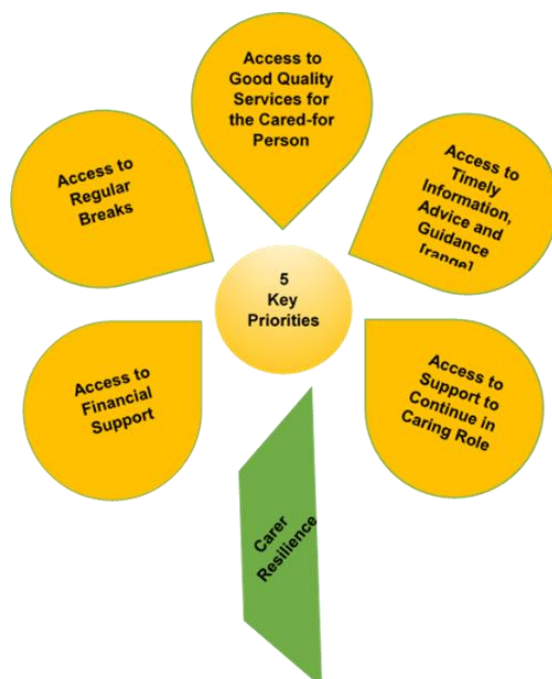 Access to
Good Quality
Services for
the Cared-for
Person
Access to
Regular
Breaks
Access to
Timely
Information,
Advice and
Guidance
[range]
5
Key
Priorities
Access to
Financial
Support
Access to
Support to
Continue in
Caring Role
Carer
Resilience